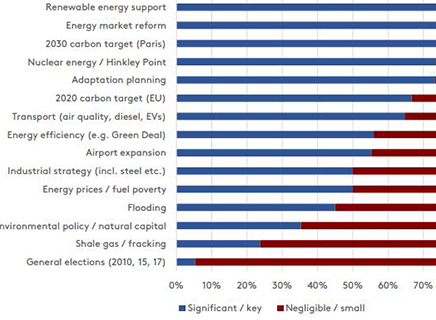 Renewable energy support
Energy market reform
2030 carbon target (Paris)
Nuclear energy / Hinkley Point
Adaptation planning
2020 carbon target (EU)
Transport (air quality, diesel, EVs)
Energy efficiency (e.g. Green Deal)
Airport expansion
Industrial strategy (incl. steel etc.)
Energy prices / fuel poverty
Flooding
nvironmental policy / natural capital
Shale gas / fracking
General elections (2010, 15, 17)
0% 10% 20% 30% 40% 50% 60% 70%
Significant / key Negligible / small